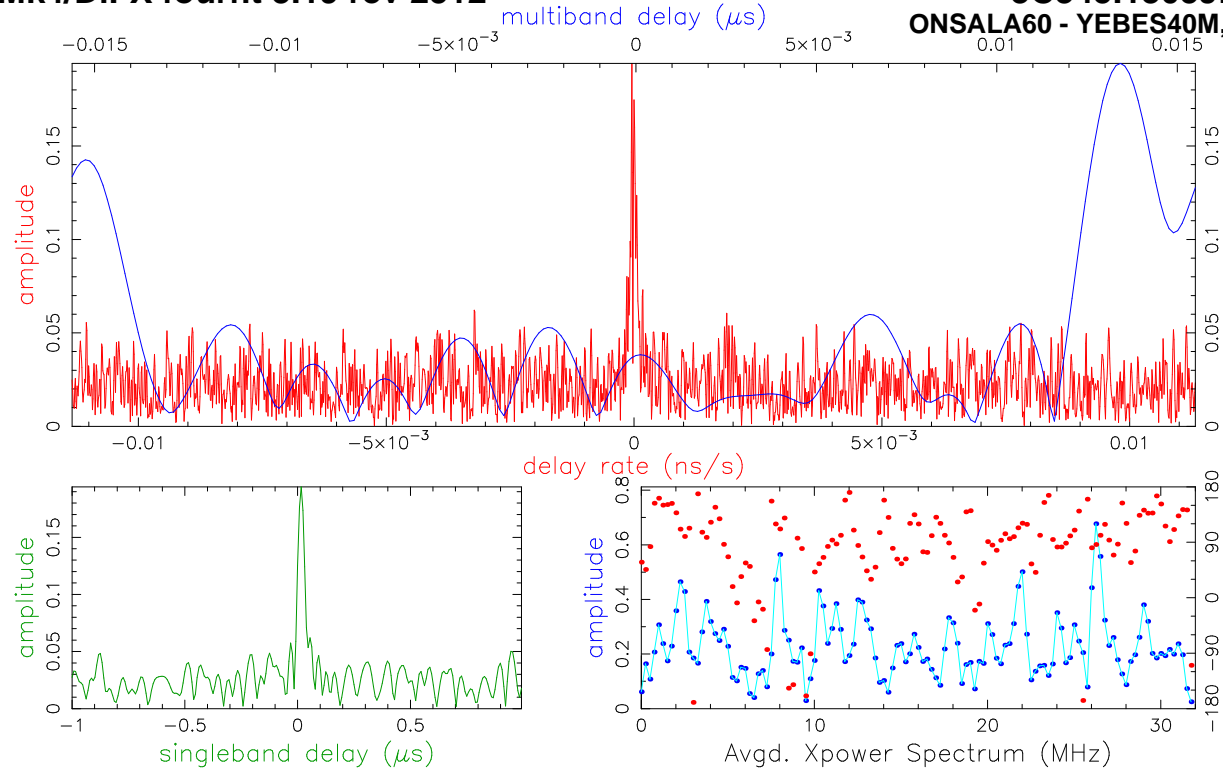 multiband delay (μs)
ONSALA60 - YEBES40M,
−0.015 −0.01 −5×10⁻³ 0 5×10⁻³ 0.01 0.015
amplitude
0 0.05 0.1 0.15
0 0.05 0.1 0.15
−0.01 −5×10⁻³ 0 5×10⁻³ 0.01
delay rate (ns/s)
amplitude
0 0.05 0.1 0.15
−1 −0.5 0 0.5
singleband delay (μs)
amplitude
0 0.2 0.4 0.6 0.8
−180 −90 0 90 180
0 10 20 30
Avgd. Xpower Spectrum (MHz)